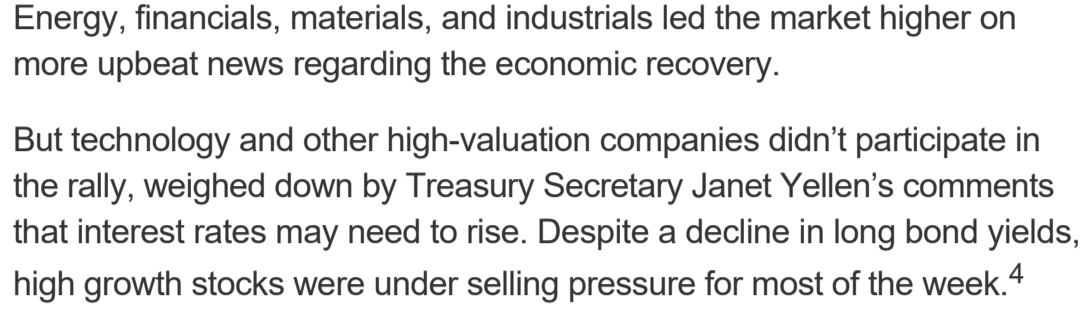 Energy, financials, materials, and industrials led the market higher on
more upbeat news regarding the economic recovery.
But technology and other high-valuation companies didn’t participate in
the rally, weighed down by Treasury Secretary Janet Yellen’s comments
that interest rates may need to rise. Despite a decline in long bond yields,
high growth stocks were under selling pressure for most of the week.4